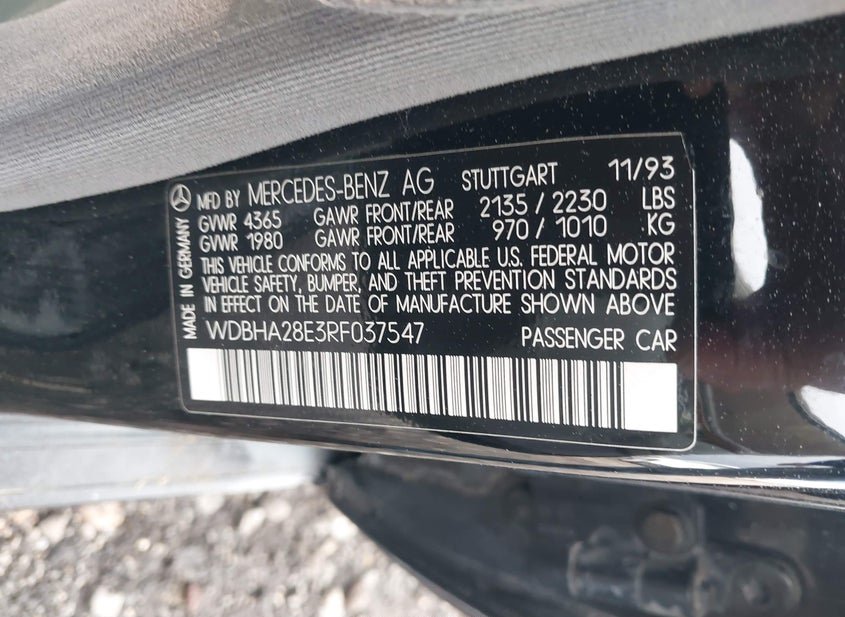 MFD BY MERCEDES-BENZ AG STUTTGART 11/93
GVWR 4365 GAWR FRONT/REAR 2135 / 2230 LBS
GVWR 1980 GAWR FRONT/REAR 970 / 1010 KG
THIS VEHICLE CONFORMS TO ALL APPLICABLE U.S. FEDERAL MOTOR
VEHICLE SAFETY, BUMPER, AND THEFT PREVENTION STANDARDS
IN EFFECT ON THE DATE OF MANUFACTURE SHOWN ABOVE
WDBHA28E3RF037547 PASSENGER CAR
MADE IN GERMANY